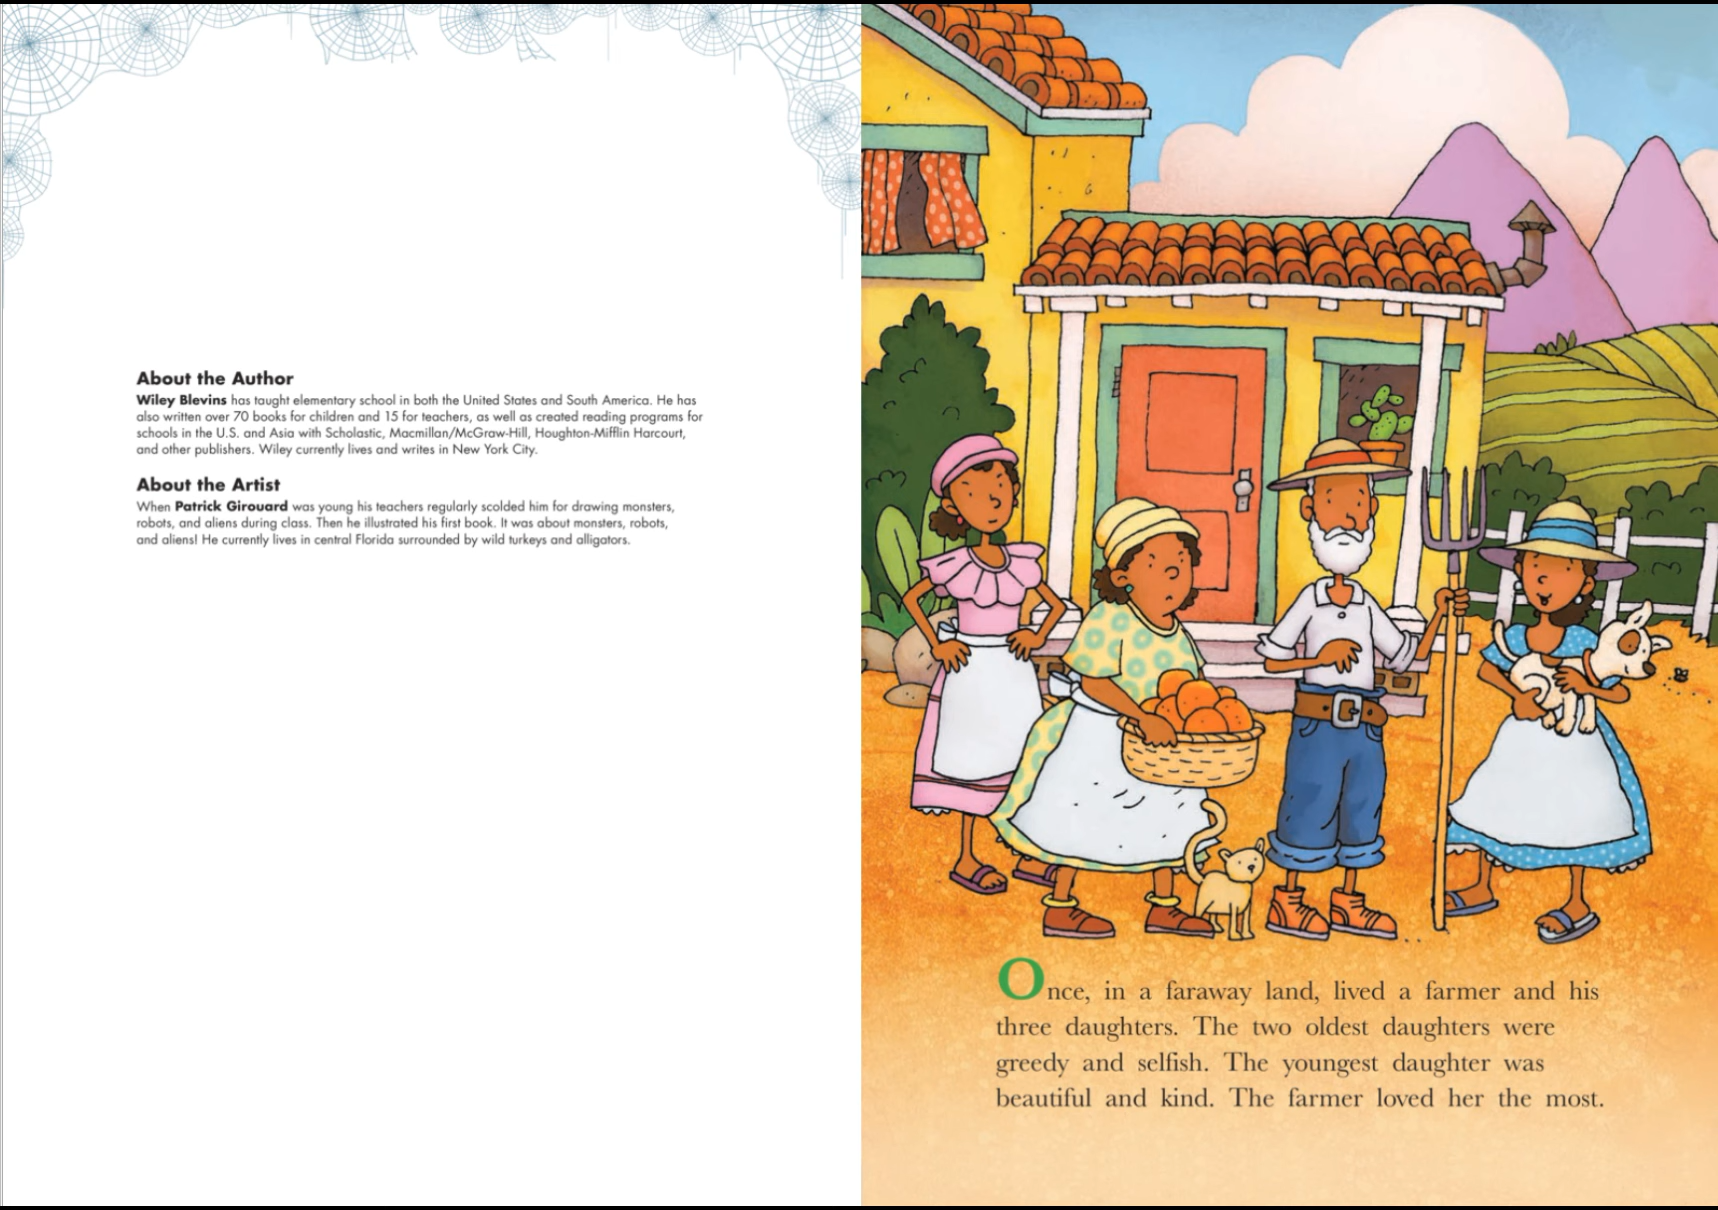 About the Author
Wiley Blevins has taught elementary school in both the United States and South America. He has
also written over 70 books for children and 15 for teachers, as well as created reading programs for
schools in the U.S. and Asia with Scholastic, Macmillan/McGraw-Hill, Houghton-Mifflin Harcourt,
and other publishers. Wiley currently lives and writes in New York City.
About the Artist
When Patrick Girouard was young his teachers regularly scolded him for drawing monsters,
robots, and aliens during class. Then he illustrated his first book. It was about monsters, robots,
and aliens! He currently lives in central Florida surrounded by wild turkeys and alligators.
Once, in a faraway land, lived a farmer and his
three daughters. The two oldest daughters were
greedy and selfish. The youngest daughter was
beautiful and kind. The farmer loved her the most.